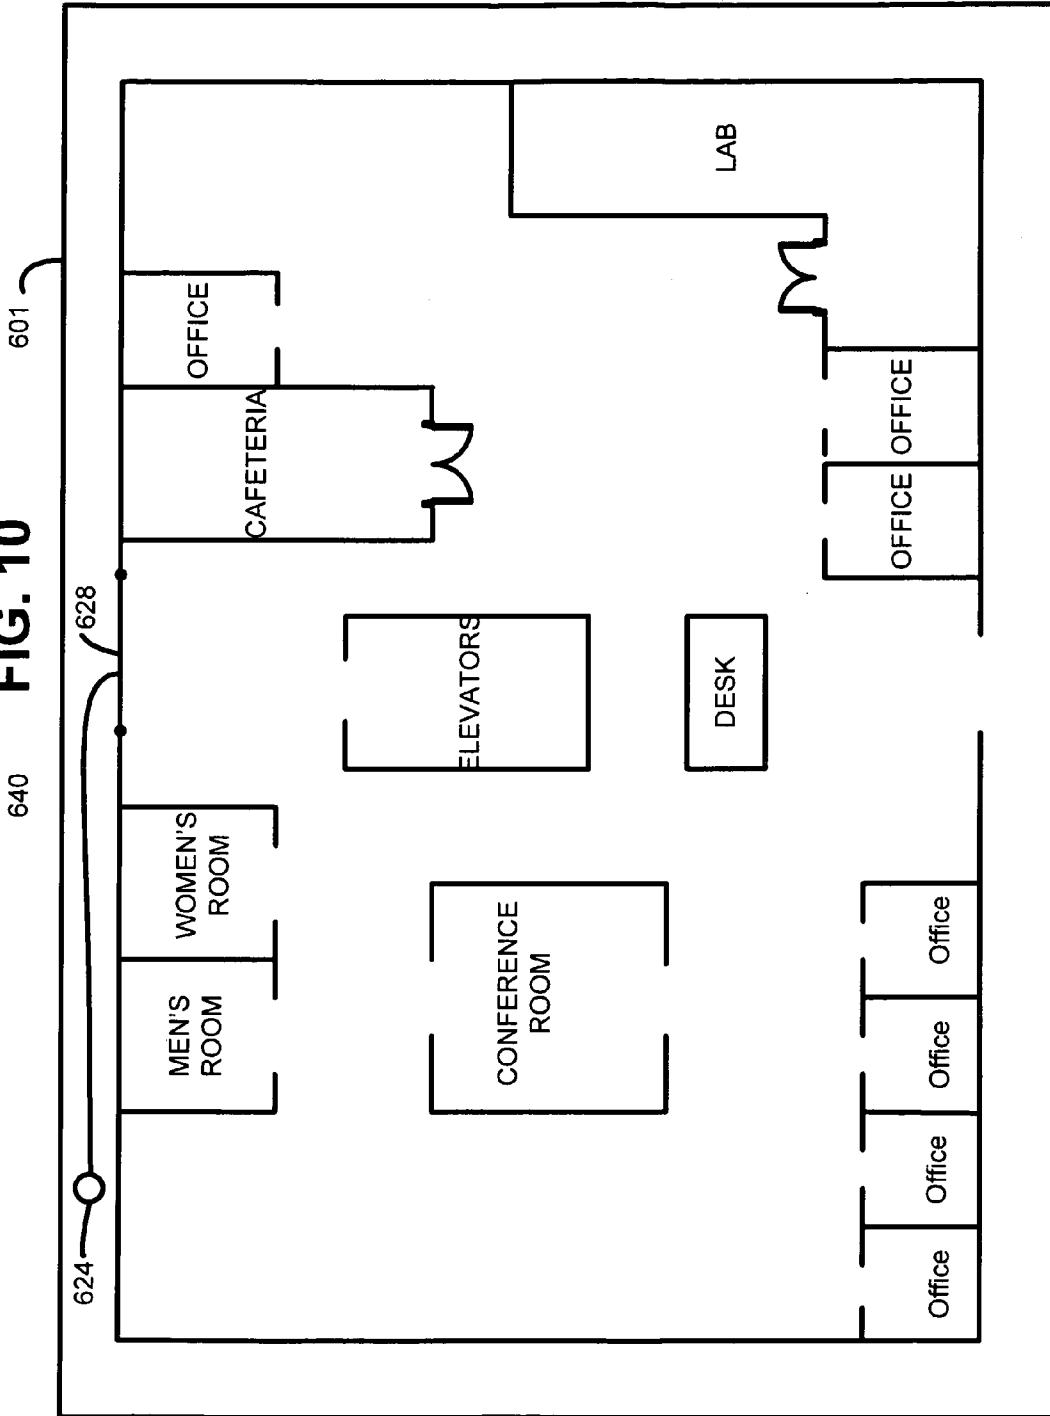 FIG. 10
640
601
624
628
MEN'S
ROOM
WOMEN'S
ROOM
CAFETERIA
OFFICE
ELEVATORS
CONFERENCE
ROOM
DESK
LAB
Office
Office
Office
Office
OFFICE
OFFICE